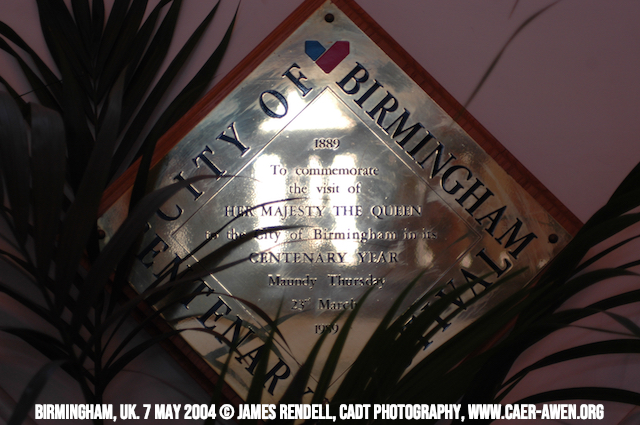 CITY OF BIRMINGHAM
CENTENARY
1889
To commemorate
the visit of
HER MAJESTY THE QUEEN
to the City of Birmingham in its
CENTENARY YEAR
Maundy Thursday
23rd March
1989
BIRMINGHAM, UK. 7 MAY 2004 © JAMES RENDELL, CADT PHOTOGRAPHY, WWW.CAER-AWEN.ORG